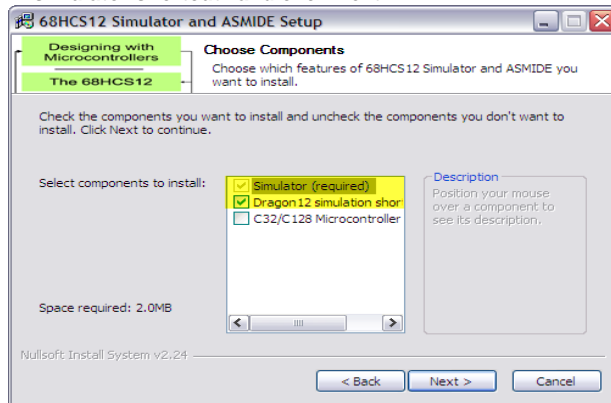 68HCS12 Simulator and ASMIDE Setup
Designing with
Microcontrollers
The 68HCS12
Choose Components
Choose which features of 68HCS12 Simulator and ASMIDE you
want to install.
Check the components you want to install and uncheck the components you don't want to
install. Click Next to continue.
Select components to install:
Simulator (required)
Dragon12 simulation shor
C32/C128 Microcontroller
Description
Position your mouse
over a component to
see its description.
Space required: 2.0MB
Nullsoft Install System v2.24
< Back
Next >
Cancel